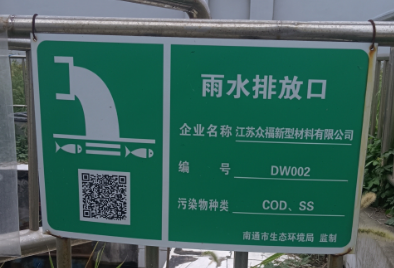 雨水排放口
企业名称 江苏众福新型材料有限公司
编 号 DW002
污染物种类 COD、SS
南通市生态环境局 监制